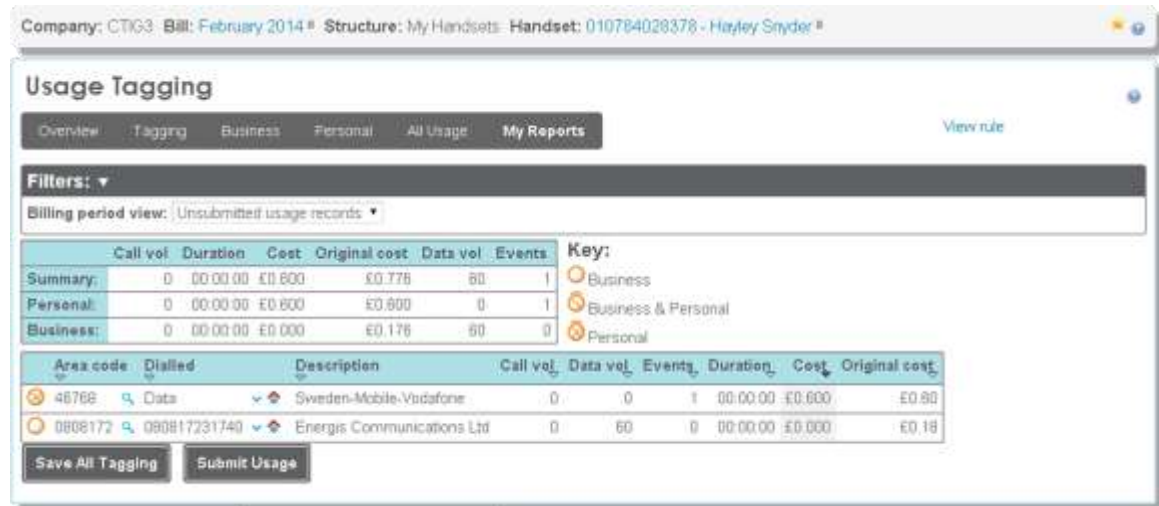 Company: CTIG3 Bill: February 2014 Structure: My Handsets Handset: 010784028378 - Hayley Snyder
Usage Tagging
Overview Tagging Business Personal All Usage My Reports View rule
Filters:
Billing period view: Unsubmitted usage records
Call vol Duration Cost Original cost Data vol Events
Summary: 0 00:00:00 £0.600 £0.776 60 1
Personal: 0 00:00:00 £0.600 £0.600 0 1
Business: 0 00:00:00 £0.000 £0.176 60 0
Key:
Business
Business & Personal
Personal
Area code Dialled Description Call vol Data vol Events Duration Cost Original cost
46768 Data Sweden-Mobile-Vodafone 0 0 1 00:00:00 £0.600 £0.60
0808172 080817231740 Energis Communications Ltd 0 60 0 00:00:00 £0.000 £0.18
Save All Tagging Submit Usage